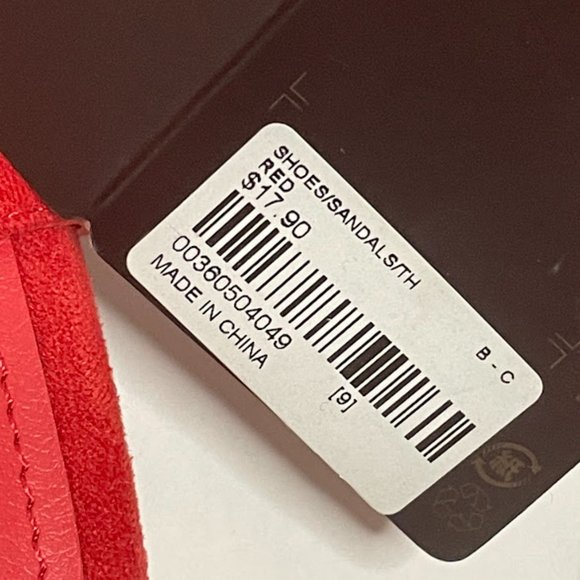 SHOES/SANDALS/TH
RED
$17.90
00360504049
MADE IN CHINA
[9]
B - C